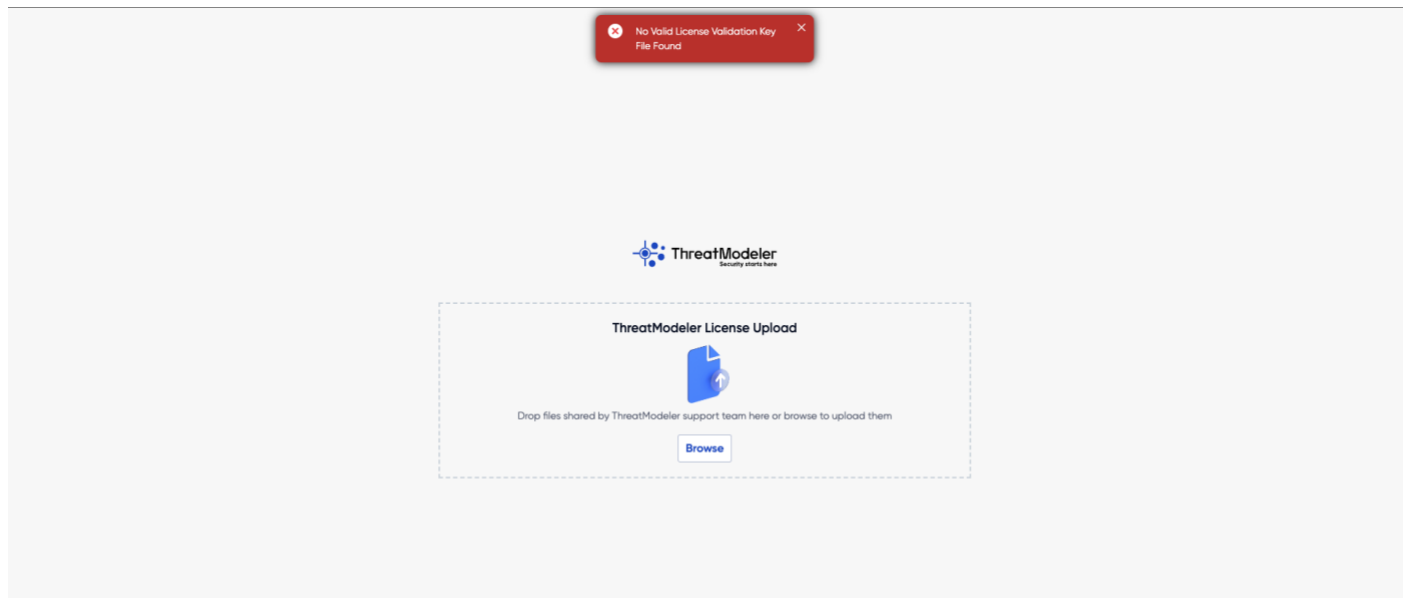 No Valid License Validation Key
File Found
ThreatModeler
Security starts here
ThreatModeler License Upload
Drop files shared by ThreatModeler support team here or browse to upload them
Browse